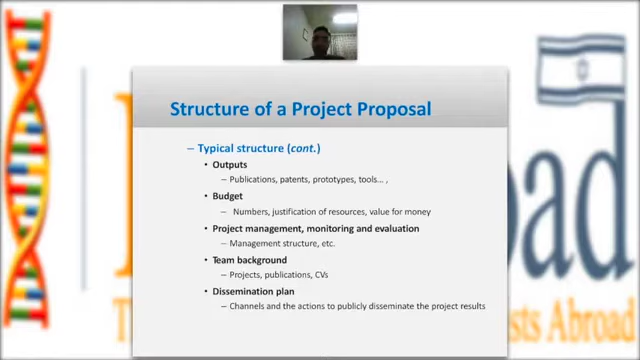 Structure of a Project Proposal
– Typical structure (cont.)
• Outputs
– Publications, patents, prototypes, tools… ,
• Budget
– Numbers, justification of resources, value for money
• Project management, monitoring and evaluation
– Management structure, etc.
• Team background
– Projects, publications, CVs
• Dissemination plan
– Channels and the actions to publicly disseminate the project results
oad
sts Abroad